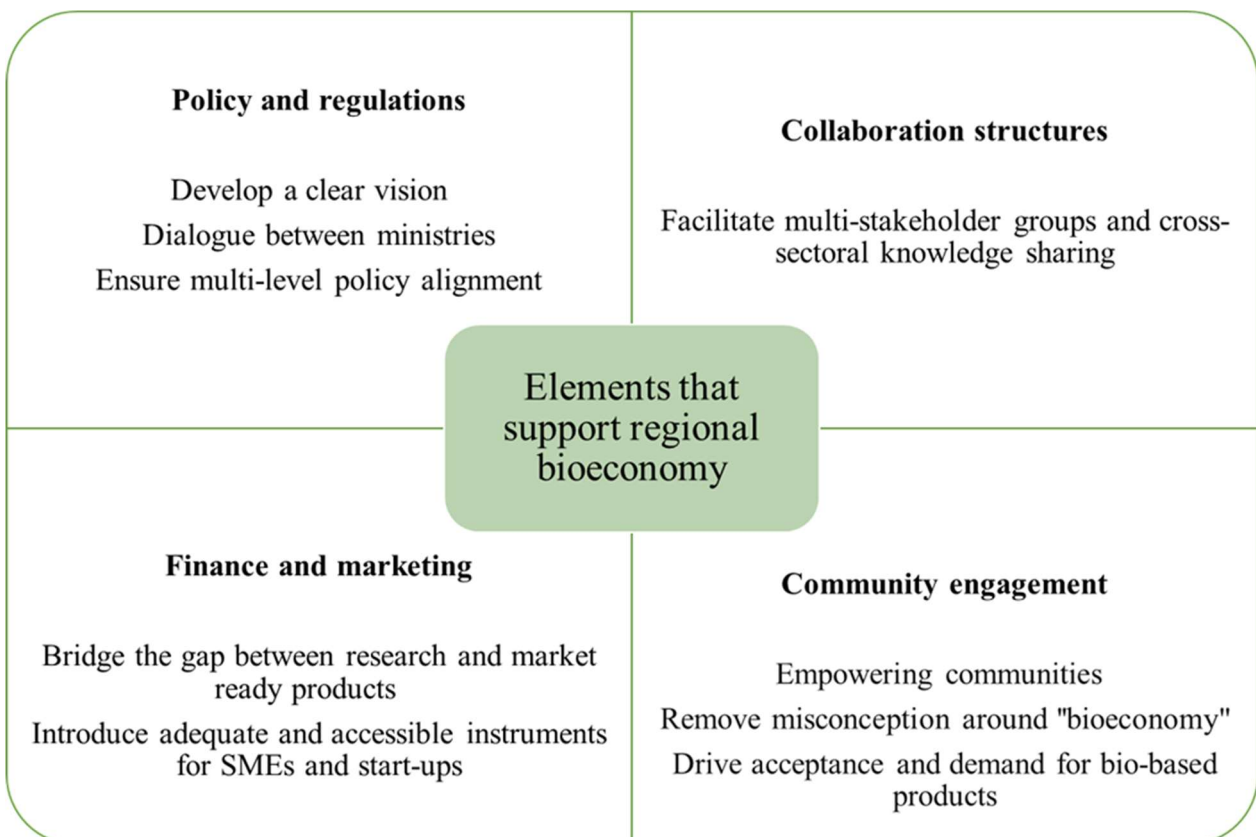 Policy and regulations
Develop a clear vision
Dialogue between ministries
Ensure multi-level policy alignment
Collaboration structures
Facilitate multi-stakeholder groups and cross-
sectoral knowledge sharing
Elements that
support regional
bioeconomy
Finance and marketing
Bridge the gap between research and market
ready products
Introduce adequate and accessible instruments
for SMEs and start-ups
Community engagement
Empowering communities
Remove misconception around "bioeconomy"
Drive acceptance and demand for bio-based
products